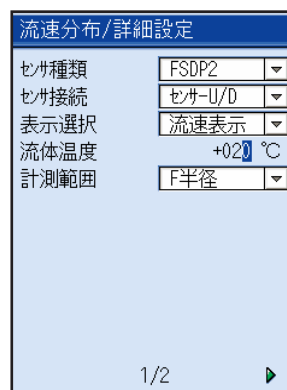 流速分布/詳細設定
ｾﾝｻ種類 FSDP2
ｾﾝｻ接続 ｾﾝｻｰU/D
表示選択 流速表示
流体温度 +020 ℃
計測範囲 F半径
1/2